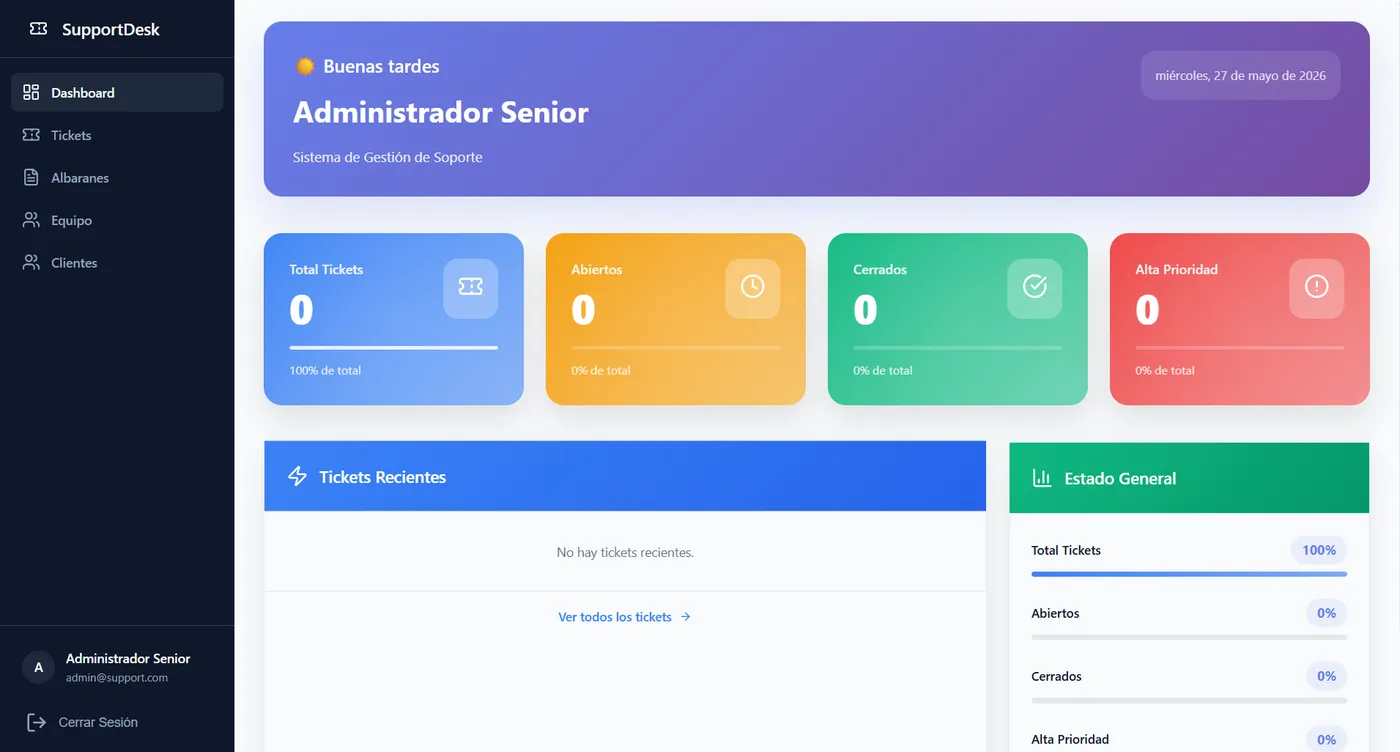 SupportDesk
Dashboard
Tickets
Albaranes
Equipo
Clientes
Administrador Senior
admin@support.com
A
Cerrar Sesión
Buenas tardes
Administrador Senior
Sistema de Gestión de Soporte
miércoles, 27 de mayo de 2026
Total Tickets
0
100% de total
Abiertos
0
0% de total
Cerrados
0
0% de total
Alta Prioridad
0
0% de total
Tickets Recientes
No hay tickets recientes.
Ver todos los tickets →
Estado General
Total Tickets 100%
Abiertos 0%
Cerrados 0%
Alta Prioridad 0%